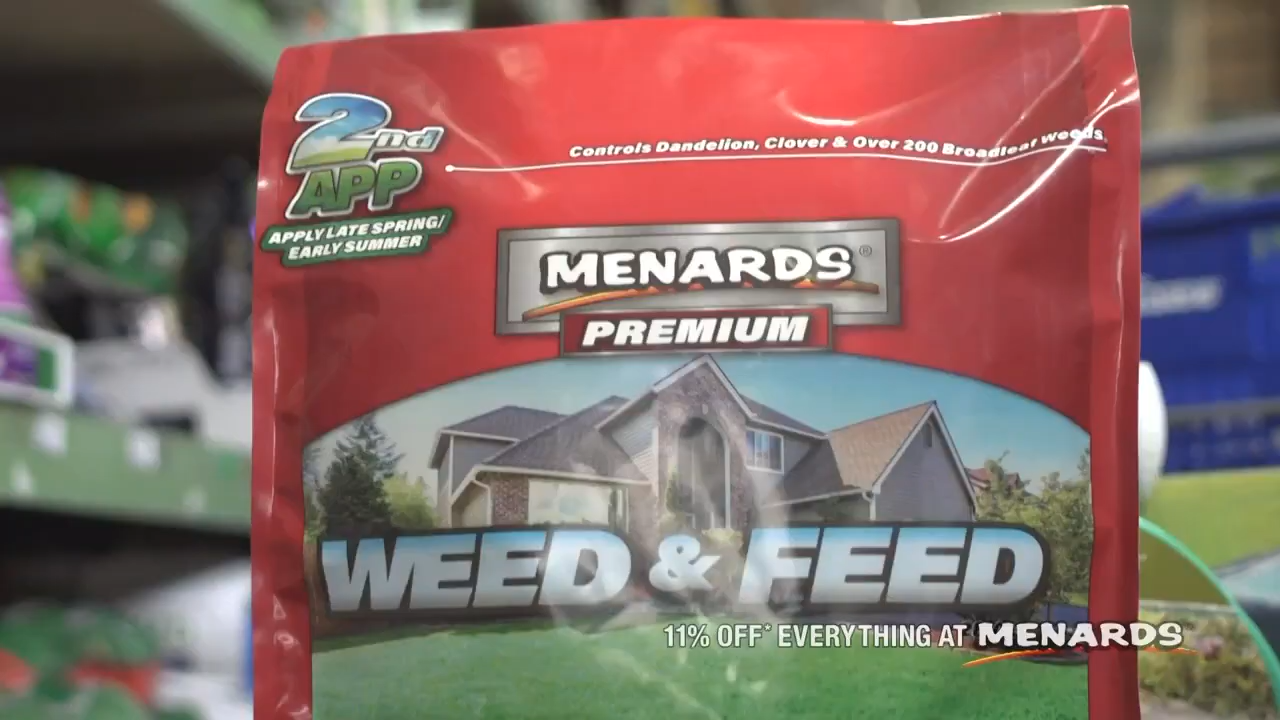 2nd
APP
APPLY LATE SPRING/
EARLY SUMMER
Controls Dandelion, Clover & Over 200 Broadleaf weeds
MENARDS®
PREMIUM
WEED & FEED
11% OFF* EVERYTHING AT MENARDS